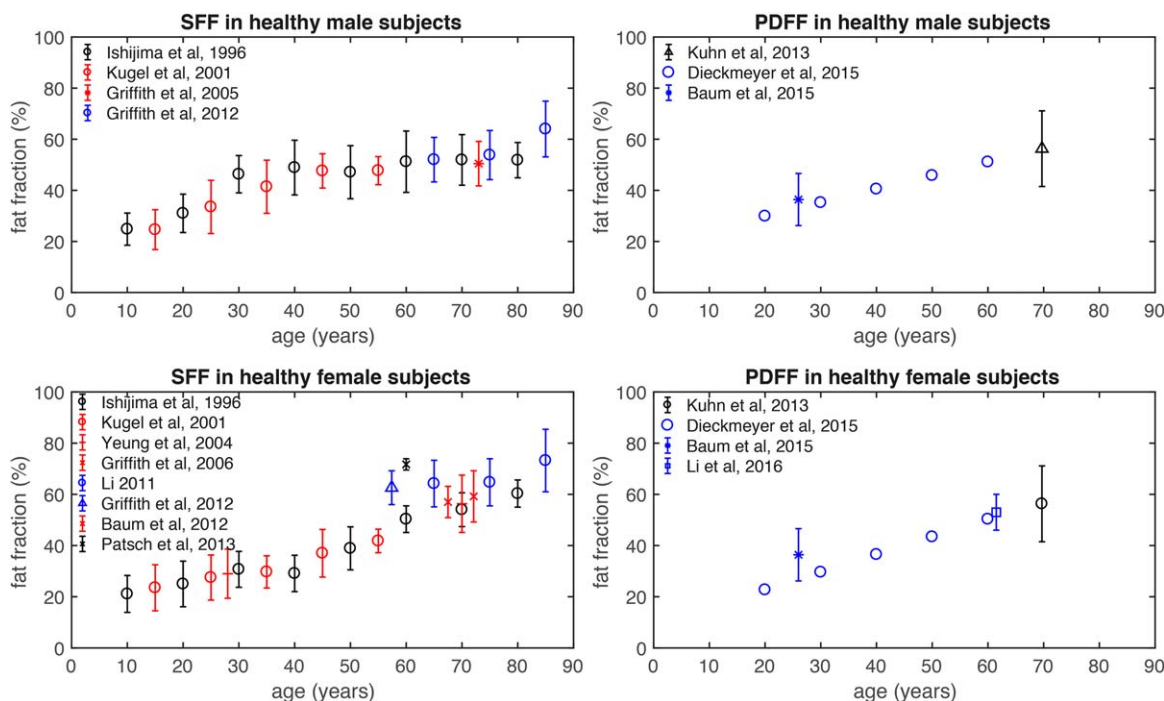 SFF in healthy male subjects
100
80
60
40
20
0
fat fraction (%)
Ishijima et al, 1996
Kugel et al, 2001
Griffith et al, 2005
Griffith et al, 2012
0 10 20 30 40 50 60 70 80 90
age (years)
PDFF in healthy male subjects
100
80
60
40
20
0
fat fraction (%)
Kuhn et al, 2013
Dieckmeyer et al, 2015
Baum et al, 2015
0 10 20 30 40 50 60 70 80 90
age (years)
SFF in healthy female subjects
100
80
60
40
20
0
fat fraction (%)
Ishijima et al, 1996
Kugel et al, 2001
Yeung et al, 2004
Griffith et al, 2006
Li 2011
Griffith et al, 2012
Baum et al, 2012
Patsch et al, 2013
0 10 20 30 40 50 60 70 80 90
age (years)
PDFF in healthy female subjects
100
80
60
40
20
0
fat fraction (%)
Kuhn et al, 2013
Dieckmeyer et al, 2015
Baum et al, 2015
Li et al, 2016
0 10 20 30 40 50 60 70 80 90
age (years)